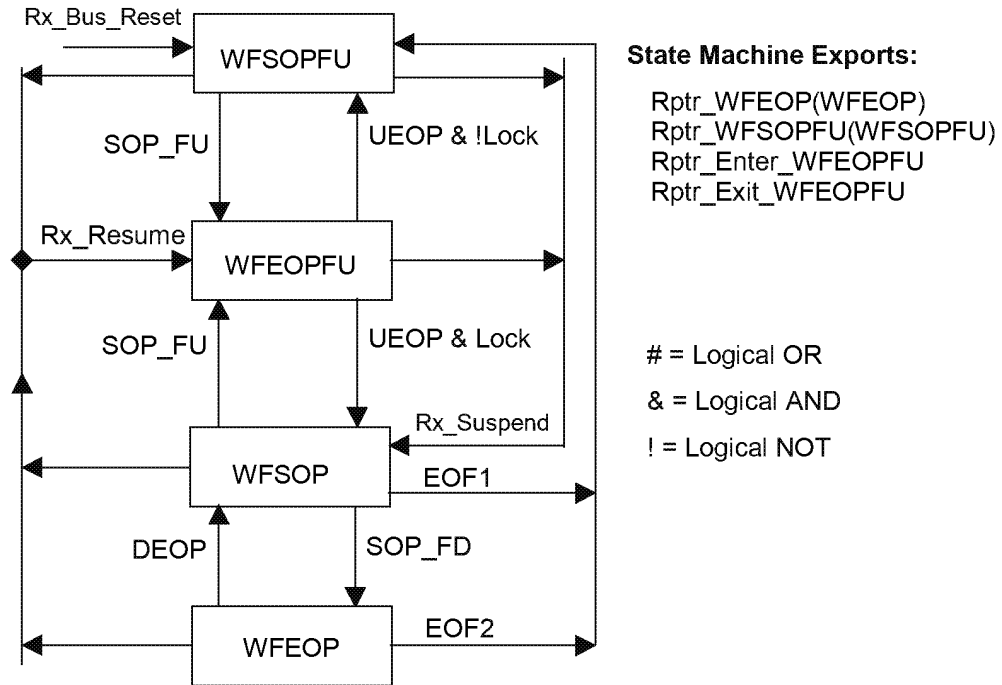 Rx_Bus_Reset
WFSOPFU
SOP_FU
UEOP & !Lock
Rx_Resume
WFEOPFU
SOP_FU
UEOP & Lock
Rx_Suspend
WFSOP
EOF1
DEOP
SOP_FD
WFEOP
EOF2
State Machine Exports:
Rptr_WFEOP(WFEOP)
Rptr_WFSOPFU(WFSOPFU)
Rptr_Enter_WFEOPFU
Rptr_Exit_WFEOPFU
# = Logical OR
& = Logical AND
! = Logical NOT